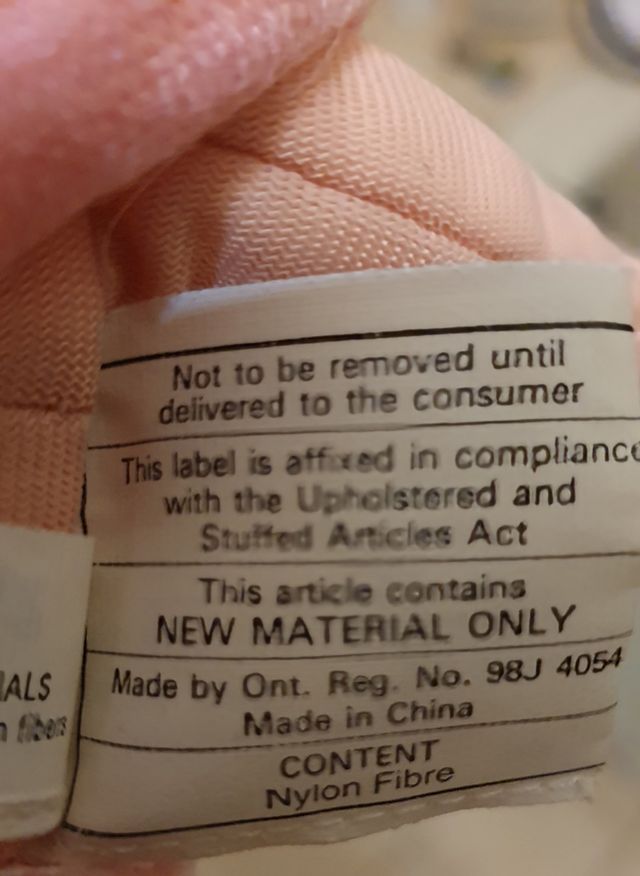 Not to be removed until
delivered to the consumer
This label is affixed in compliance
with the Upholstered and
Stuffed Articles Act
This article contains
NEW MATERIAL ONLY
Made by Ont. Reg. No. 98J 4054
Made in China
CONTENT
Nylon Fibre
IALS
n fibers